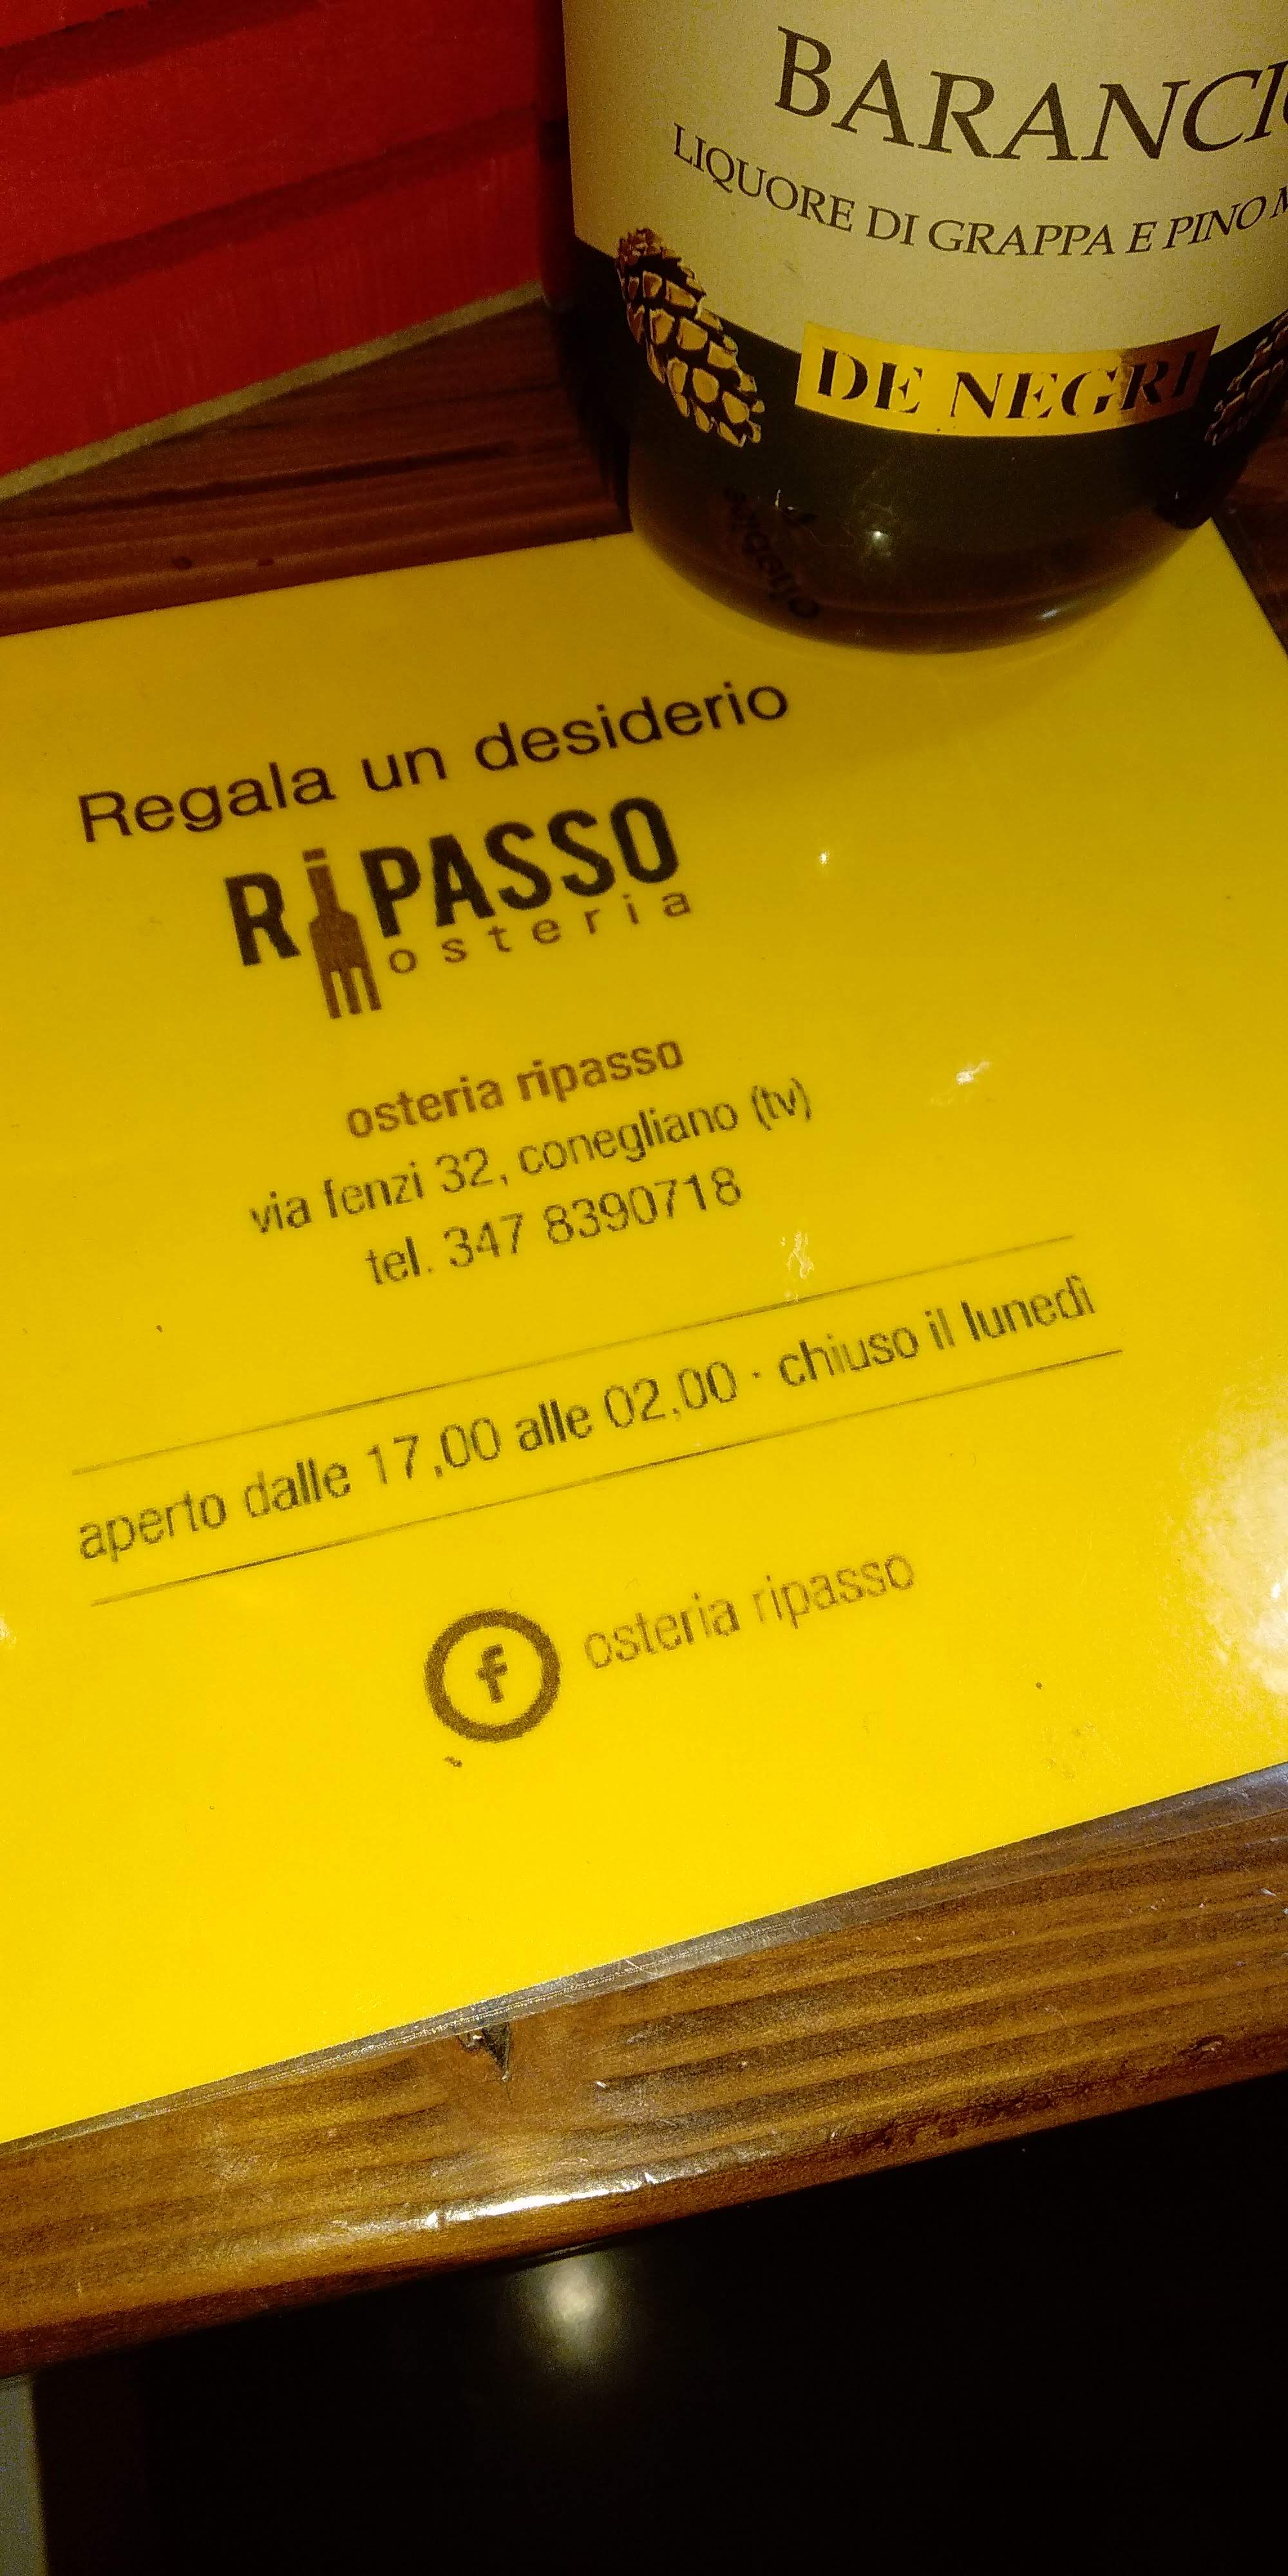 BARANCI
LIQUORE DI GRAPPA E PINO M
DE NEGRI
Regala un desiderio
RiPASSO
osteria
osteria ripasso
via fenzi 32, conegliano (tv)
tel. 347 8390718
aperto dalle 17,00 alle 02,00 · chiuso il lunedì
f osteria ripasso